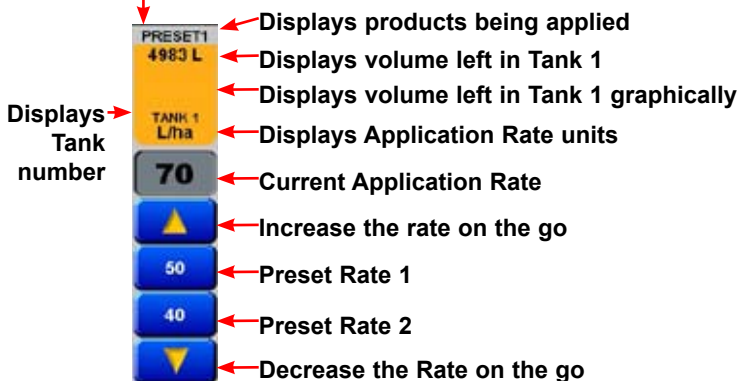 PRESET1
Displays products being applied
4983 L
Displays volume left in Tank 1
Displays volume left in Tank 1 graphically
Displays
Tank
number
TANK 1
L/ha
Displays Application Rate units
70
Current Application Rate
Increase the rate on the go
50
Preset Rate 1
40
Preset Rate 2
Decrease the Rate on the go